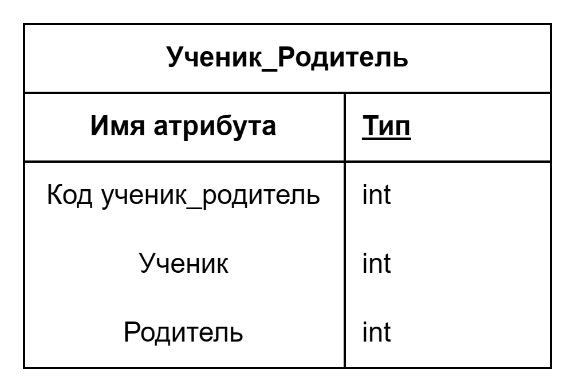 Ученик_Родитель
Имя атрибута Тип
Код ученик_родитель int
Ученик int
Родитель int